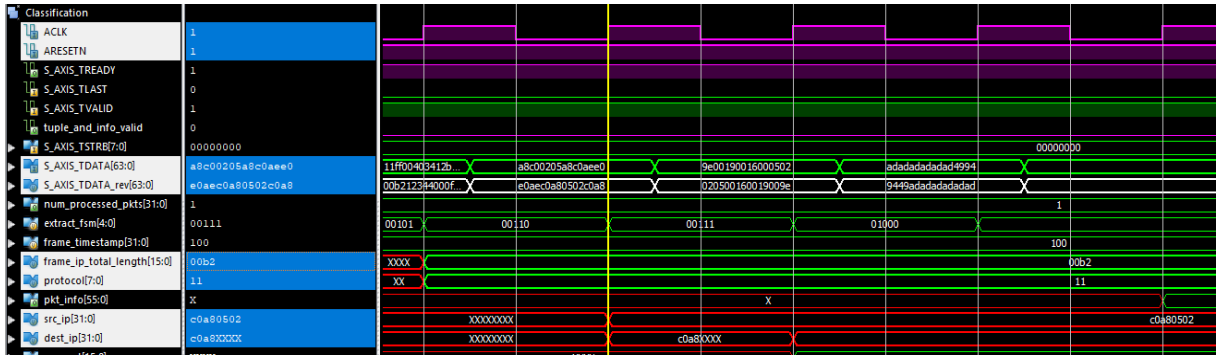 Classification
ACLK 1
ARESETN 1
S_AXIS_TREADY 1
S_AXIS_TLAST 0
S_AXIS_TVALID 1
tuple_and_info_valid 0
S_AXIS_TSTRB[7:0] 00000000 00000000
S_AXIS_TDATA[63:0] a8c00205a8c0aee0 11ff00403412b... a8c00205a8c0aee0 9e00190016000502 adadadadadad4994
S_AXIS_TDATA_rev[63:0] e0aec0a80502c0a8 00b212344000f... e0aec0a80502c0a8 020500160019009e 9449adadadadadad
num_processed_pkts[31:0] 1 1
extract_fsm[4:0] 00111 00101 00110 00111 01000
frame_timestamp[31:0] 100 100
frame_ip_total_length[15:0] 00b2 XXXX 00b2
protocol[7:0] 11 XX 11
pkt_info[55:0] X X
src_ip[31:0] c0a80502 XXXXXXXX c0a80502
dest_ip[31:0] c0a8XXXX XXXXXXXX c0a8XXXX